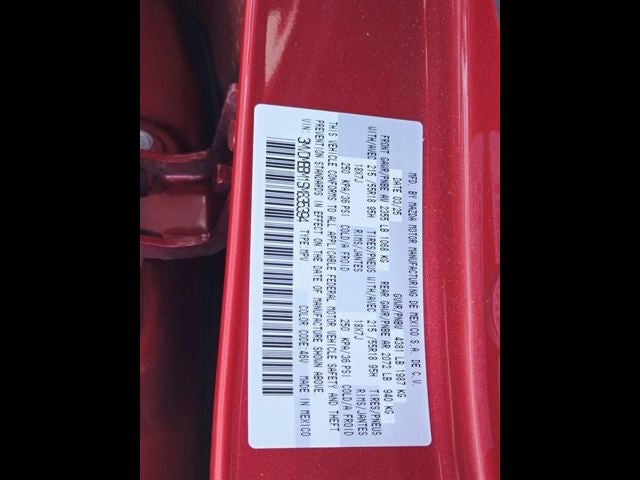 MFD. BY MAZDA MOTOR MANUFACTURING DE MEXICO S.A. DE C.V.
DATE 03/25 GVWR/PNBV 4381 LB 1987 KG
FRONT GAWR/PNBE AV 2355 LB 1068 KG REAR GAWR/PNBE AR 2072 LB 940 KG
WITH/AVEC 215/55R18 95H TIRES/PNEUS WITH/AVEC 215/55R18 95H TIRES/PNEUS
18X7J RIMS/JANTES 18X7J RIMS/JANTES
250 KPA/36 PSI COLD/A FROID 250 KPA/36 PSI COLD/A FROID
THIS VEHICLE CONFORMS TO ALL APPLICABLE FEDERAL MOTOR VEHICLE SAFETY AND THEFT
PREVENTION STANDARDS IN EFFECT ON THE DATE OF MANUFACTURE SHOWN ABOVE.
VIN: TYPE: MPV COLOR CODE: 46V MADE IN MEXICO